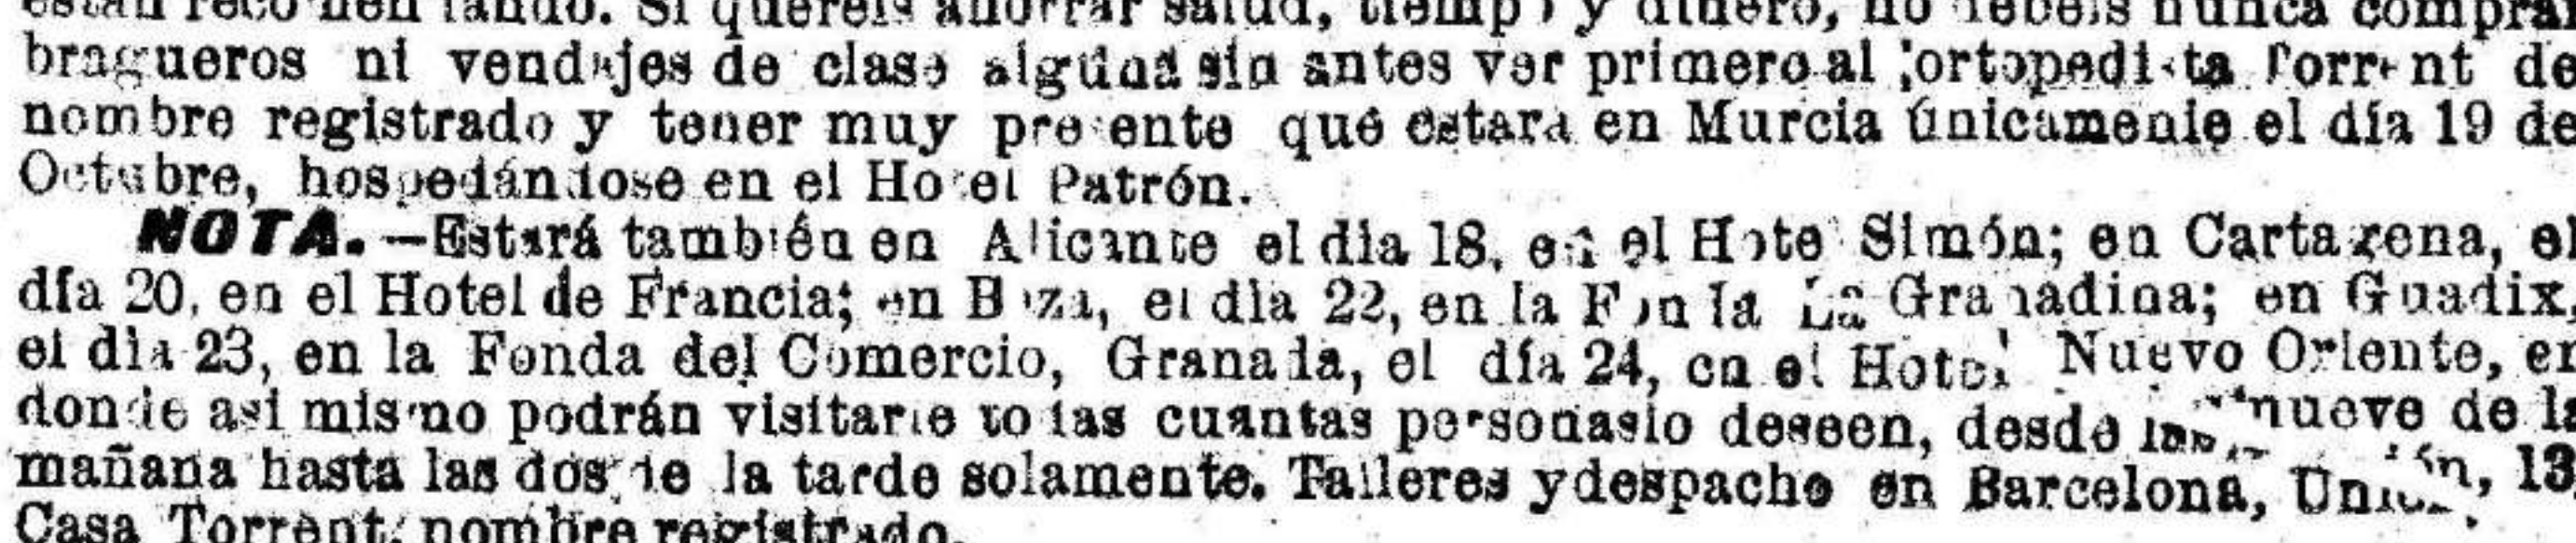 están recomendando. Si queréis ahorrar salud, tiempo y dinero, no debéis nunca comprar
bragueros ni vendajes de clase alguna sin antes ver primero al ortopedista Torrent de
nombre registrado y tener muy presente que estara en Murcia únicamente el día 19 de
Octubre, hospedándose en el Hotel Patrón.
NOTA.—Estará también en Alicante el dia 18, en el Hotel Simón; en Cartagena, el
día 20, en el Hotel de Francia; en Baza, el dia 22, en la Fonda La Granadina; en Guadix,
el dia 23, en la Fonda del Comercio, Granada, el día 24, en el Hotel Nuevo Oriente, en
donde asi mismo podrán visitarle todas cuantas personas lo deseen, desde las nueve de la
mañana hasta las dos de la tarde solamente. Talleres y despacho en Barcelona, Unión, 13
Casa Torrent, nombre registrado.